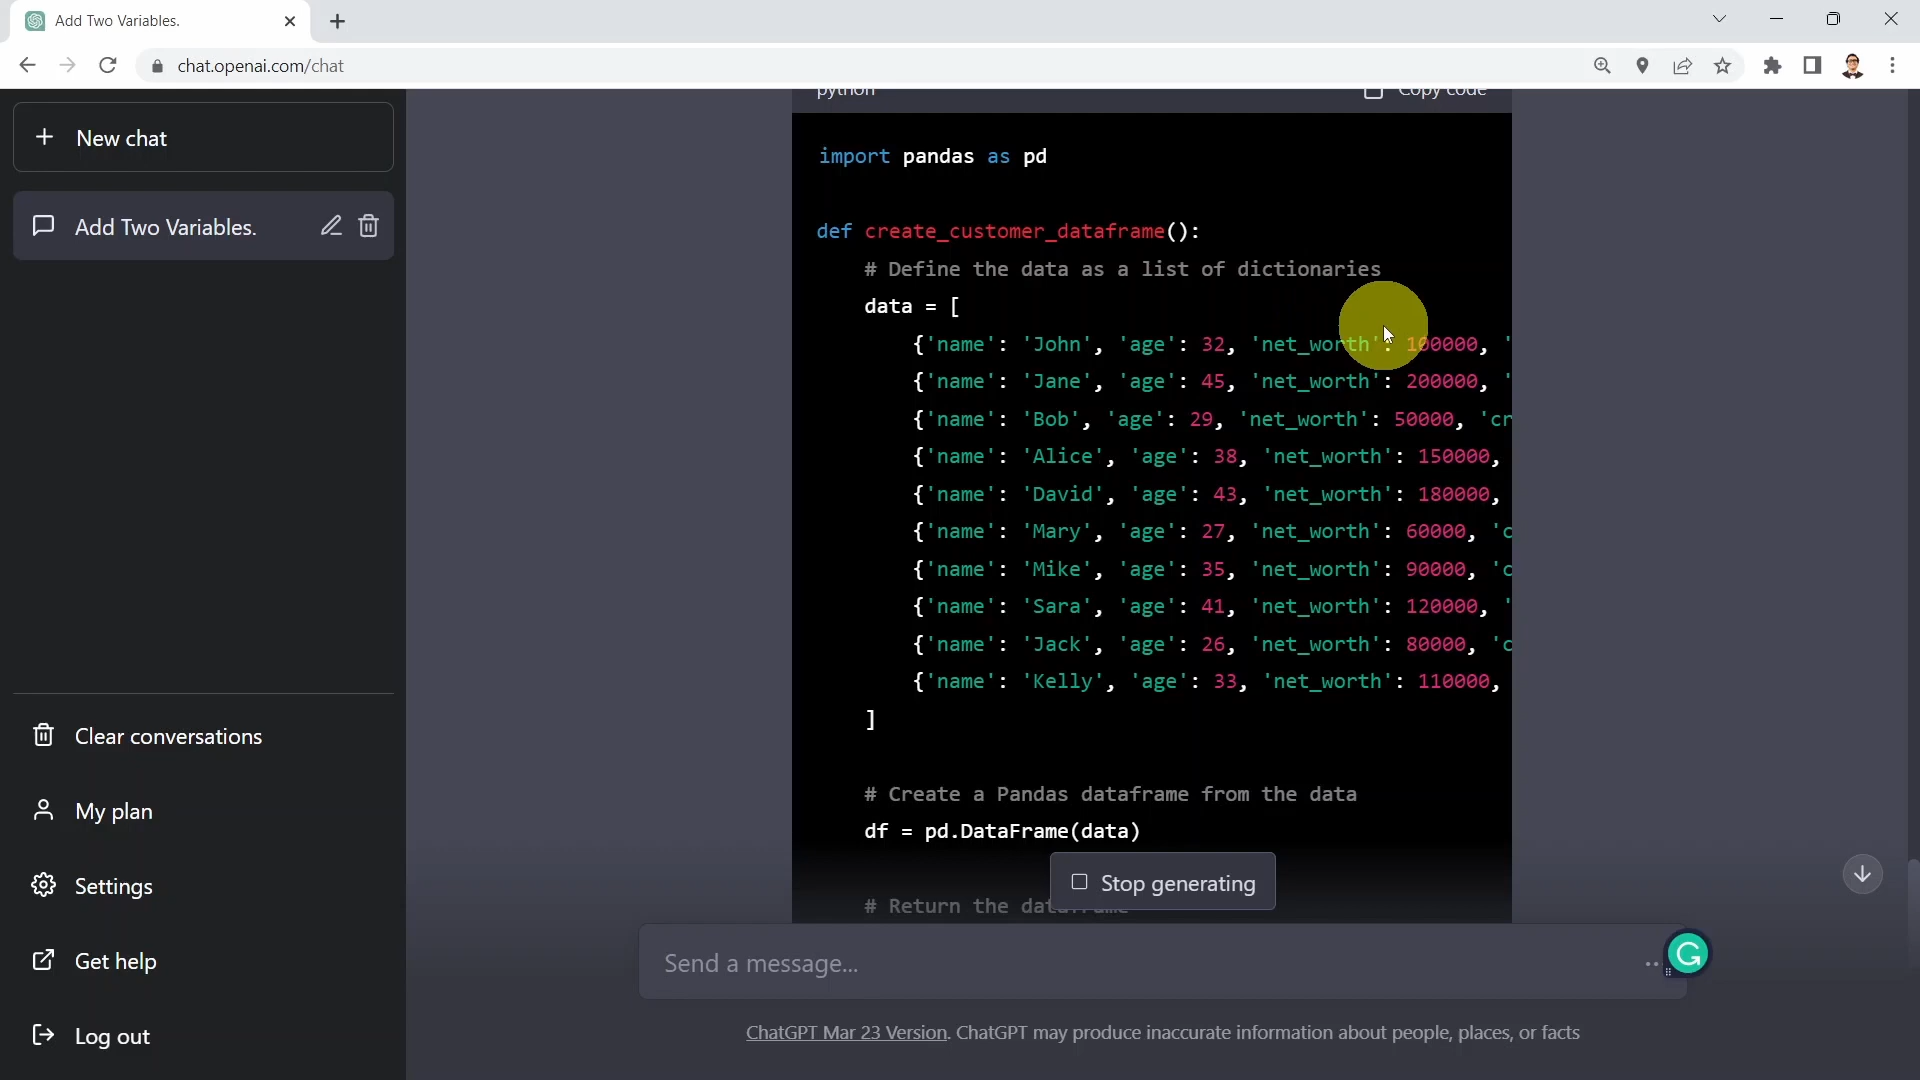 Add Two Variables.
chat.openai.com/chat
New chat
Add Two Variables.
Clear conversations
My plan
Settings
Get help
Log out
python
Copy code
import pandas as pd
def create_customer_dataframe():
# Define the data as a list of dictionaries
data = [
{'name': 'John', 'age': 32, 'net_worth': 100000, '
{'name': 'Jane', 'age': 45, 'net_worth': 200000, '
{'name': 'Bob', 'age': 29, 'net_worth': 50000, 'cr
{'name': 'Alice', 'age': 38, 'net_worth': 150000,
{'name': 'David', 'age': 43, 'net_worth': 180000,
{'name': 'Mary', 'age': 27, 'net_worth': 60000, 'c
{'name': 'Mike', 'age': 35, 'net_worth': 90000, 'c
{'name': 'Sara', 'age': 41, 'net_worth': 120000, '
{'name': 'Jack', 'age': 26, 'net_worth': 80000, 'c
{'name': 'Kelly', 'age': 33, 'net_worth': 110000,
]
# Create a Pandas dataframe from the data
df = pd.DataFrame(data)
# Return the
Stop generating
Send a message...
ChatGPT Mar 23 Version. ChatGPT may produce inaccurate information about people, places, or facts